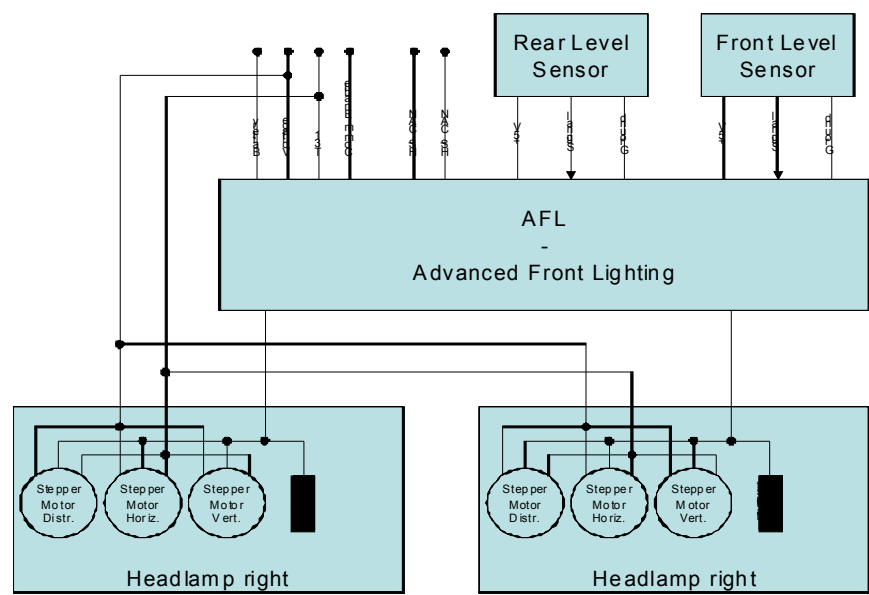 Rear Level
Sensor
Front Level
Sensor
AFL
-
Advanced Front Lighting
Stepper
Motor
Distr.
Stepper
Motor
Horiz.
Stepper
Motor
Vert.
Headlamp right
Stepper
Motor
Distr.
Stepper
Motor
Horiz.
Stepper
Motor
Vert.
Headlamp right